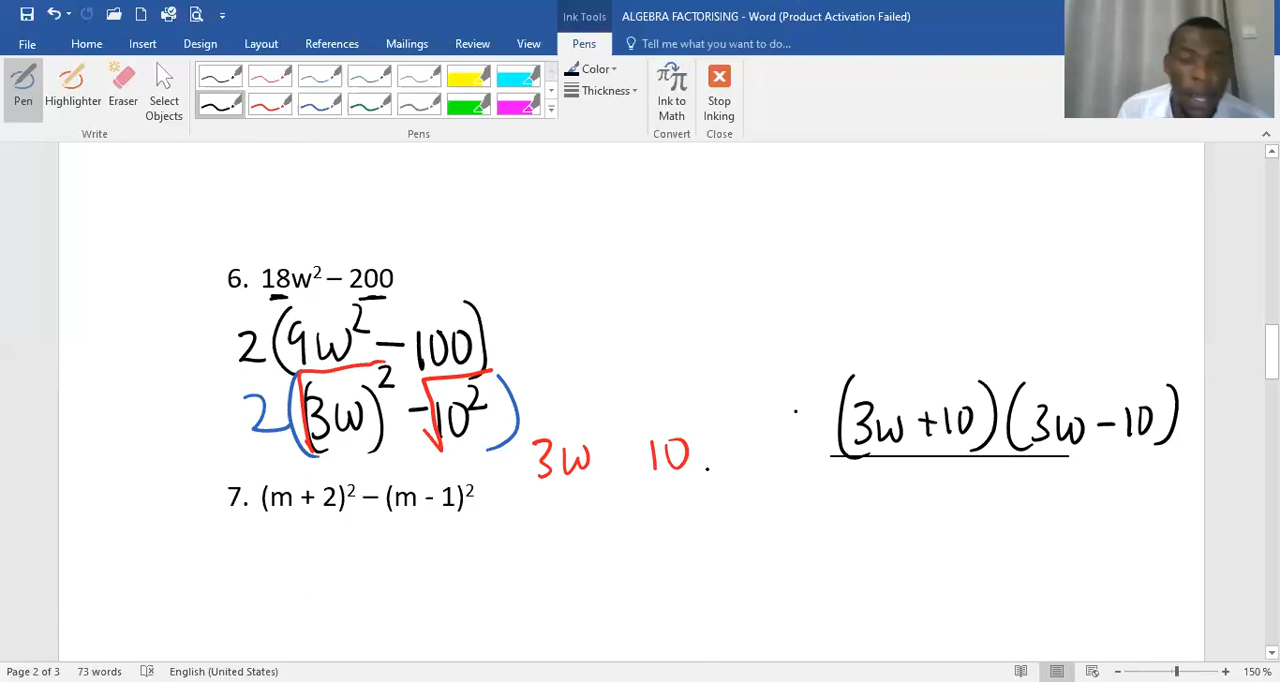 ALGEBRA FACTORISING - Word (Product Activation Failed)
Ink Tools
File Home Insert Design Layout References Mailings Review View Pens Tell me what you want to do...
Pen Highlighter Eraser Select Objects
Color
Thickness
Ink to Math
Stop Inking
Write Pens Convert Close
6. 18w² – 200
2(9w² - 100)
2((3w)² - 10²)
(3w + 10)(3w - 10)
3w 10
7. (m + 2)² – (m - 1)²
Page 2 of 3 73 words English (United States) 150%